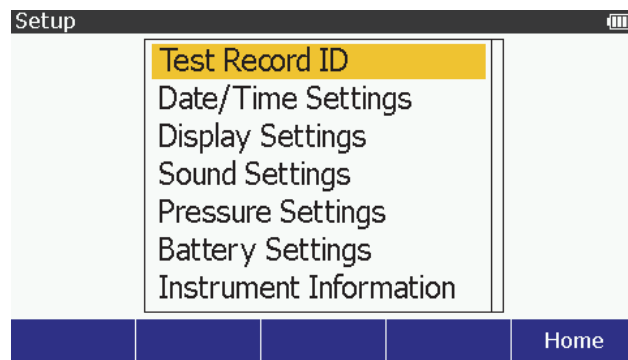 Setup
Test Record ID
Date/Time Settings
Display Settings
Sound Settings
Pressure Settings
Battery Settings
Instrument Information
Home